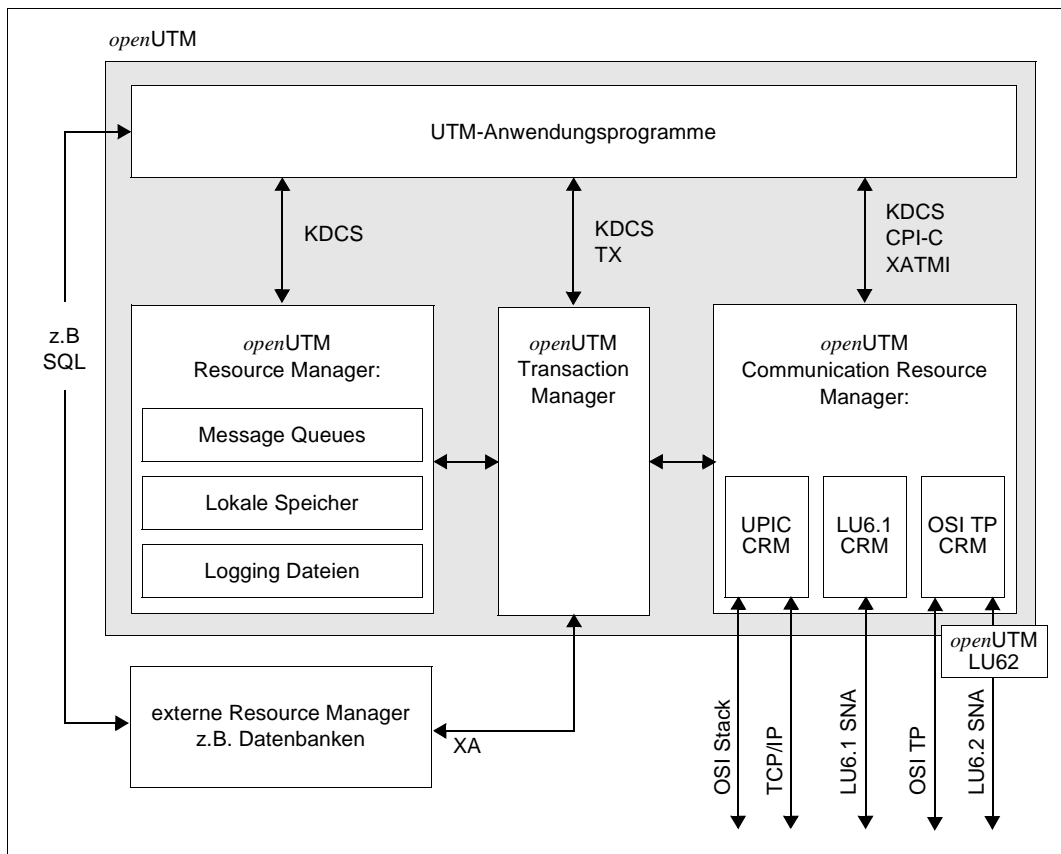 openUTM
UTM-Anwendungsprogramme
KDCS
KDCS
TX
KDCS
CPI-C
XATMI
z.B
SQL
openUTM
Resource Manager:
Message Queues
Lokale Speicher
Logging Dateien
openUTM
Transaction
Manager
openUTM
Communication Resource
Manager:
UPIC
CRM
LU6.1
CRM
OSI TP
CRM
openUTM
LU62
externe Resource Manager
z.B. Datenbanken
XA
OSI Stack
TCP/IP
LU6.1 SNA
OSI TP
LU6.2 SNA